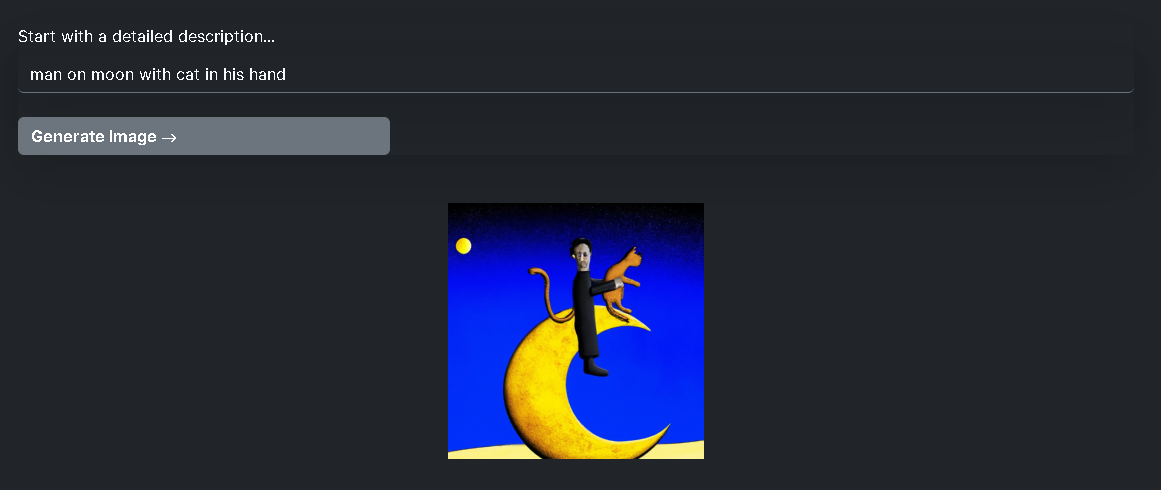 Start with a detailed description...
man on moon with cat in his hand
Generate Image →